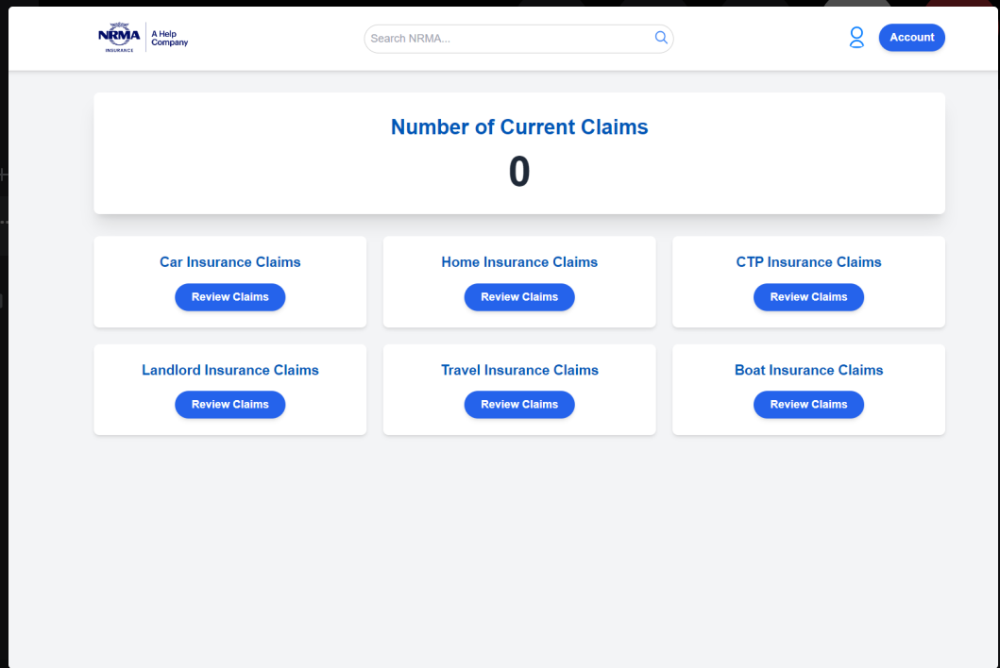 NRMA
INSURANCE
A Help
Company
Search NRMA...
Account
Number of Current Claims
0
Car Insurance Claims
Review Claims
Home Insurance Claims
Review Claims
CTP Insurance Claims
Review Claims
Landlord Insurance Claims
Review Claims
Travel Insurance Claims
Review Claims
Boat Insurance Claims
Review Claims